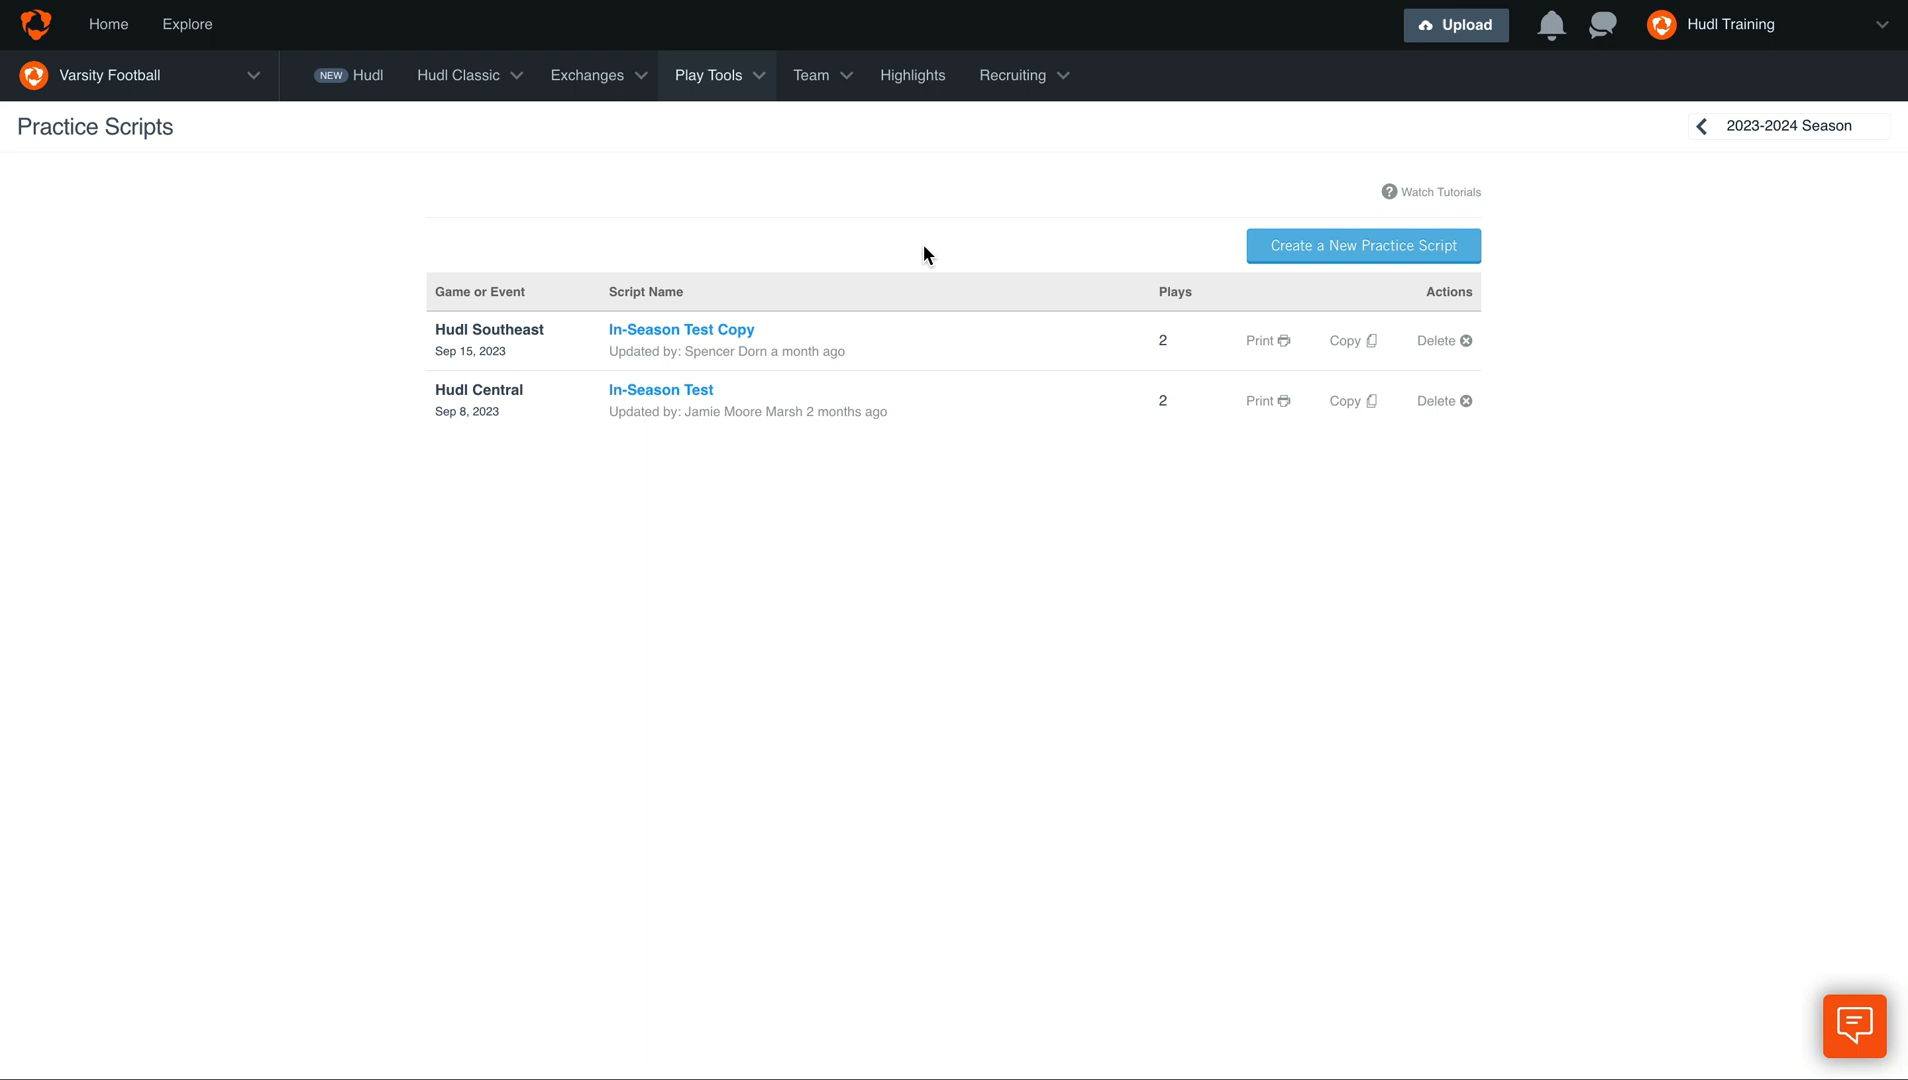 Home Explore Upload Hudl Training
Varsity Football NEW Hudl Hudl Classic Exchanges Play Tools Team Highlights Recruiting
Practice Scripts 2023-2024 Season
? Watch Tutorials
Create a New Practice Script
Game or Event Script Name Plays Actions
Hudl Southeast In-Season Test Copy
Sep 15, 2023 Updated by: Spencer Dorn a month ago 2 Print Copy Delete
Hudl Central In-Season Test
Sep 8, 2023 Updated by: Jamie Moore Marsh 2 months ago 2 Print Copy Delete